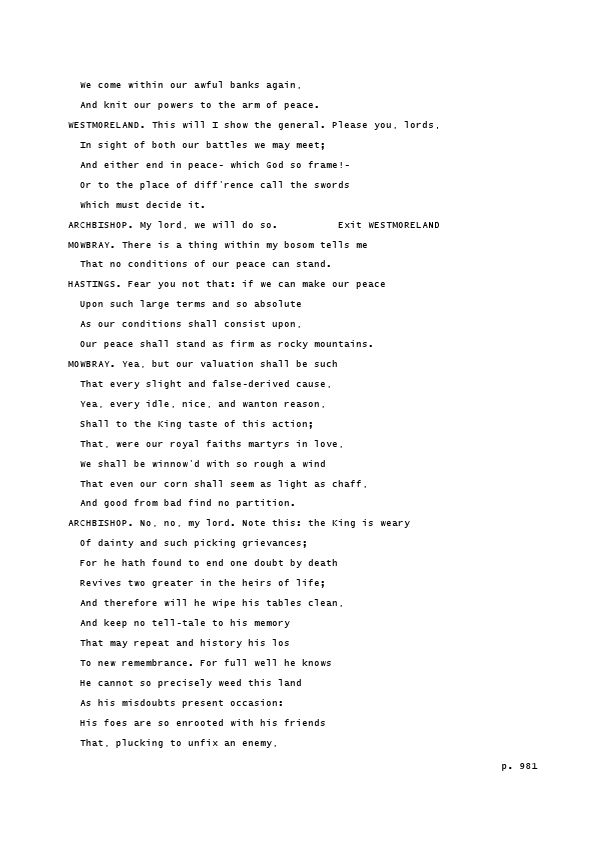 We come within our awful banks again,
And knit our powers to the arm of peace.
WESTMORELAND. This will I show the general. Please you, lords,
In sight of both our battles we may meet;
And either end in peace- which God so frame!-
Or to the place of diff'rence call the swords
Which must decide it.
ARCHBISHOP. My lord, we will do so. Exit WESTMORELAND
MOWBRAY. There is a thing within my bosom tells me
That no conditions of our peace can stand.
HASTINGS. Fear you not that: if we can make our peace
Upon such large terms and so absolute
As our conditions shall consist upon,
Our peace shall stand as firm as rocky mountains.
MOWBRAY. Yea, but our valuation shall be such
That every slight and false-derived cause,
Yea, every idle, nice, and wanton reason,
Shall to the King taste of this action;
That, were our royal faiths martyrs in love,
We shall be winnow'd with so rough a wind
That even our corn shall seem as light as chaff,
And good from bad find no partition.
ARCHBISHOP. No, no, my lord. Note this: the King is weary
Of dainty and such picking grievances;
For he hath found to end one doubt by death
Revives two greater in the heirs of life;
And therefore will he wipe his tables clean,
And keep no tell-tale to his memory
That may repeat and history his los
To new remembrance. For full well he knows
He cannot so precisely weed this land
As his misdoubts present occasion:
His foes are so enrooted with his friends
That, plucking to unfix an enemy,
p. 981